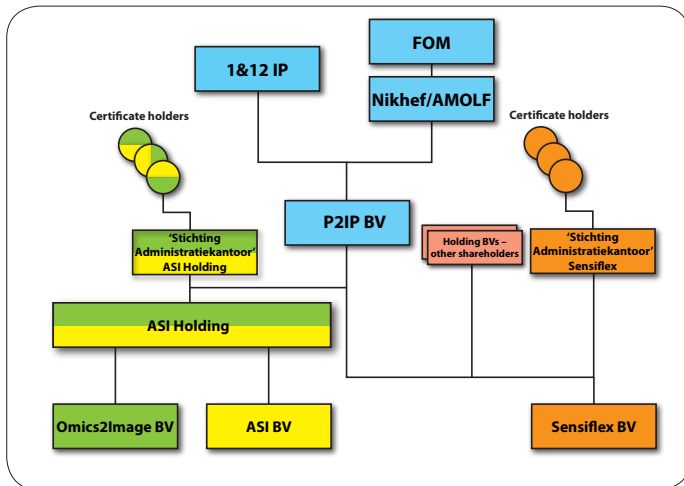 FOM
1&12 IP
Nikhef/AMOLF
Certificate holders
Certificate holders
P2IP BV
‘Stichting
Administratiekantoor’
ASI Holding
Holding BVs –
other shareholders
‘Stichting
Administratiekantoor’
Sensiflex
ASI Holding
Omics2Image BV
ASI BV
Sensiflex BV